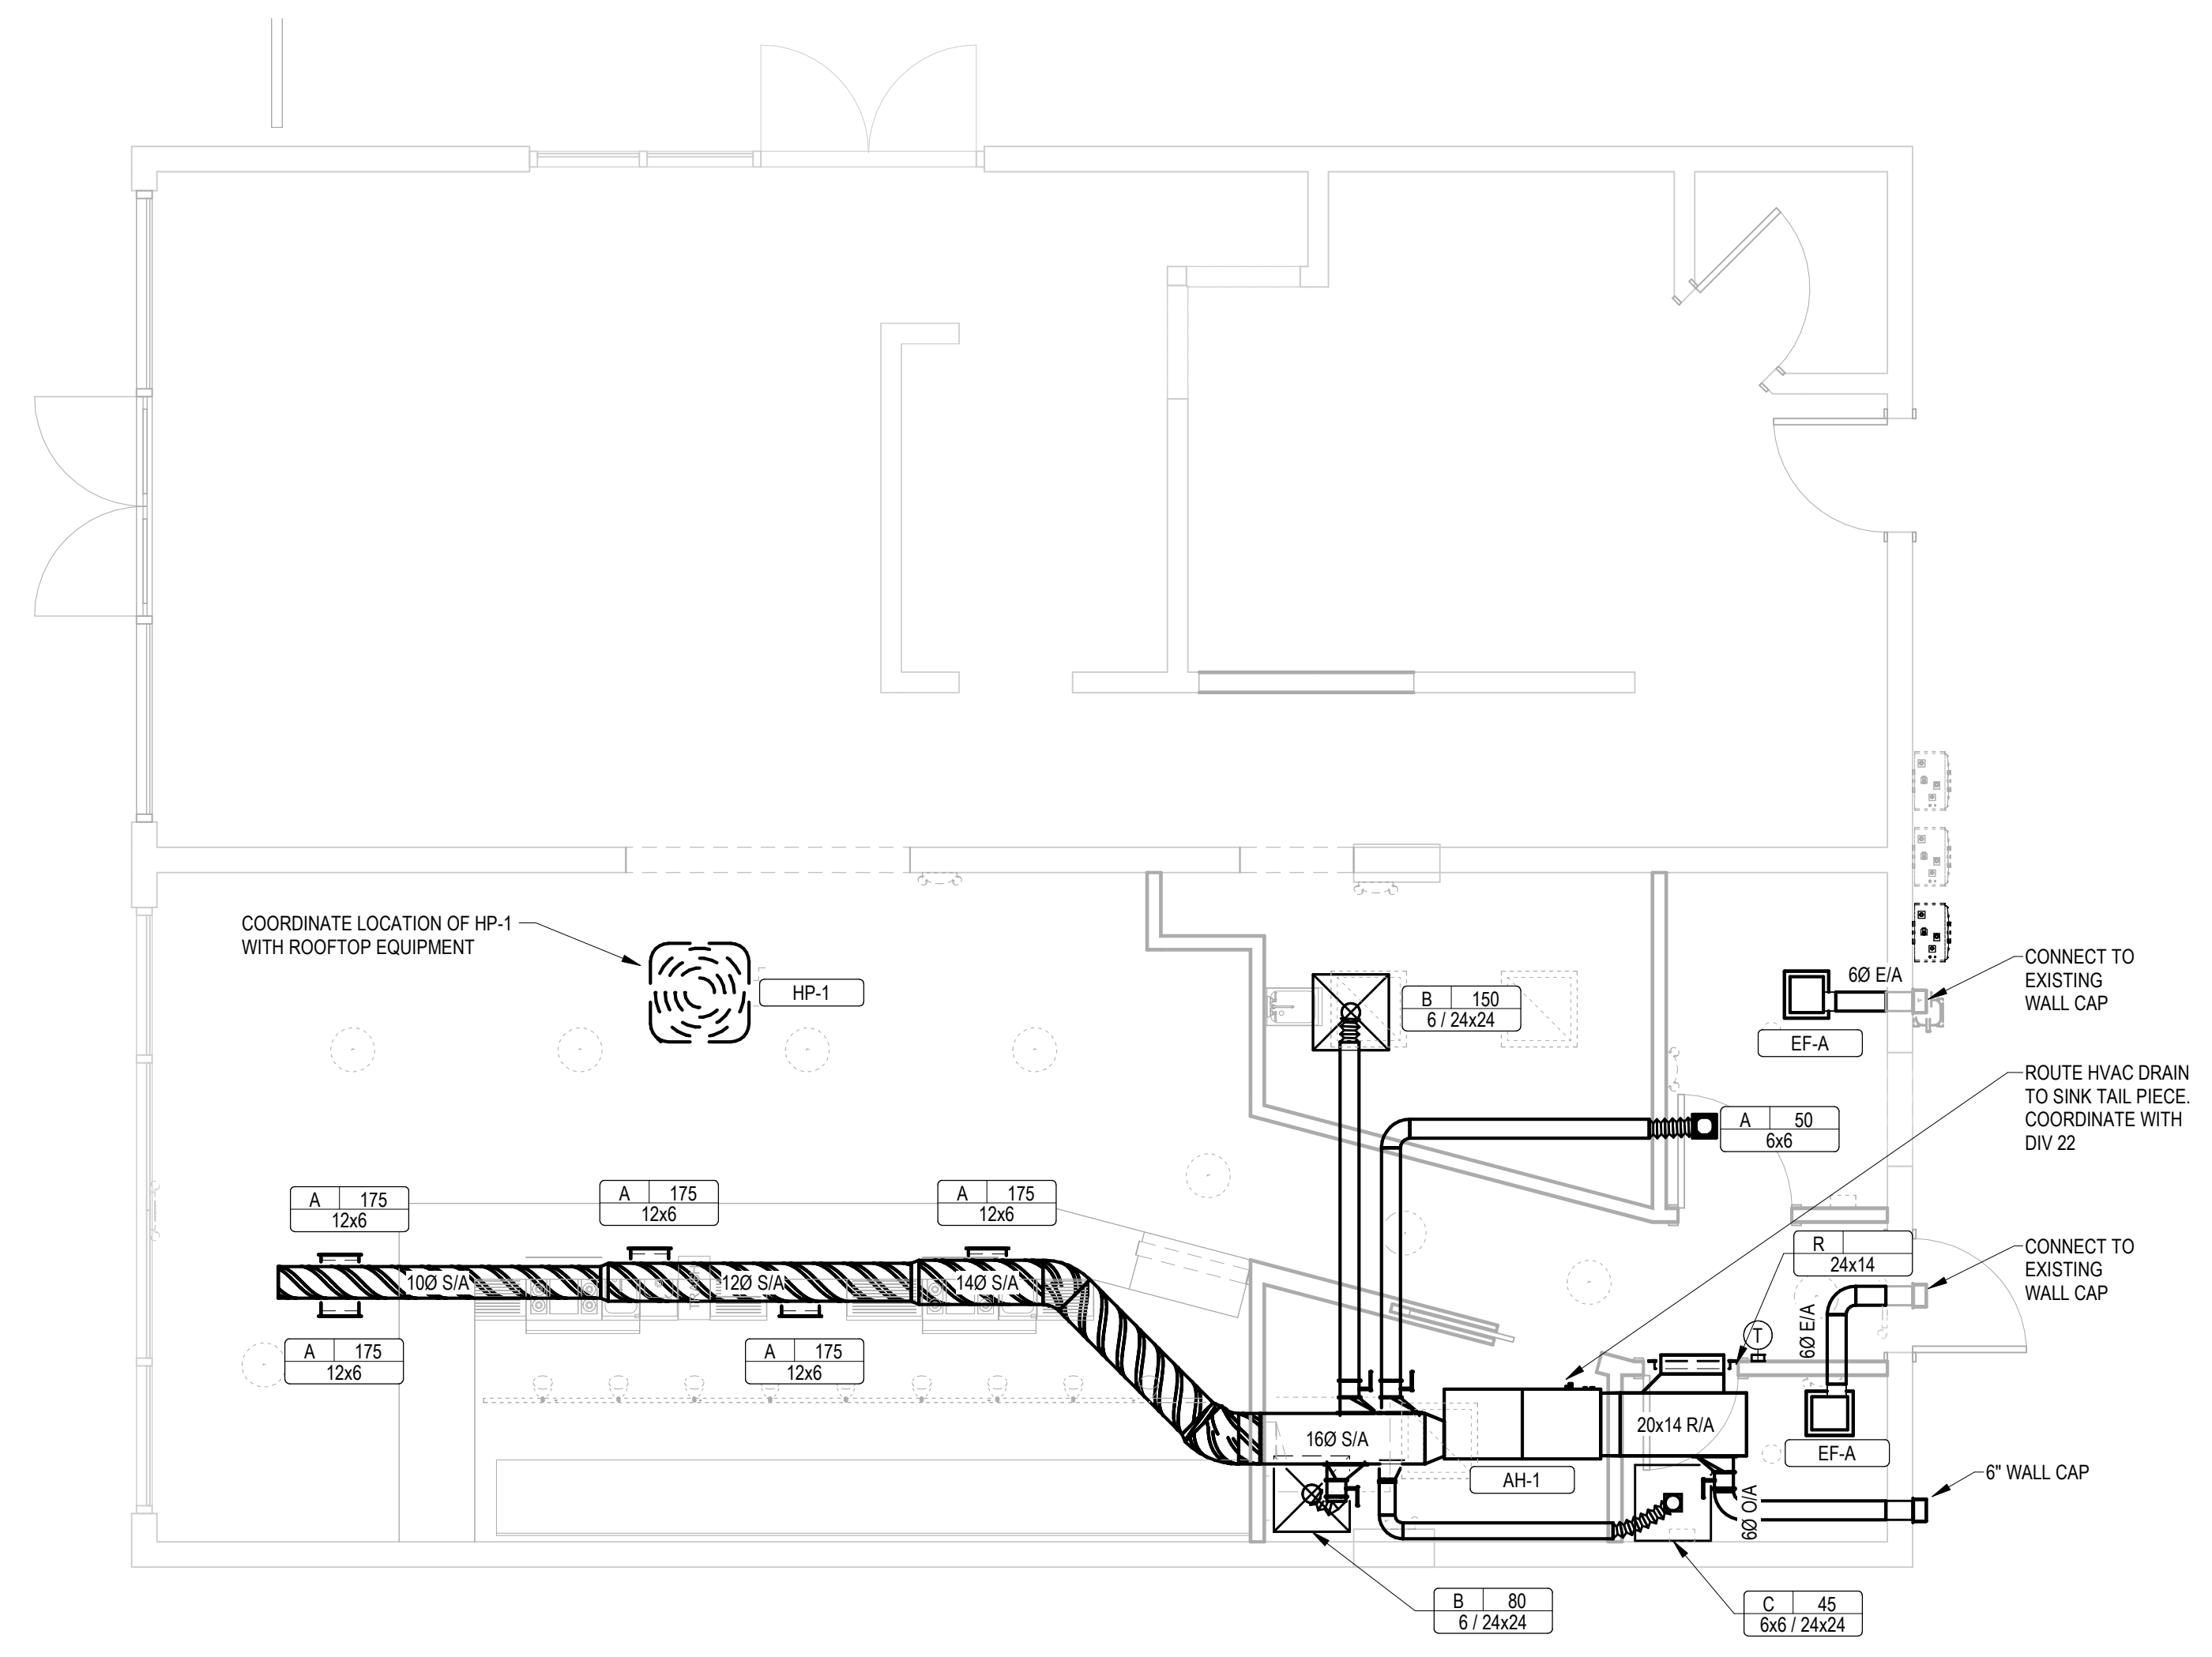 COORDINATE LOCATION OF HP-1
WITH ROOFTOP EQUIPMENT
HP-1
B 150
6 / 24x24
6Ø E/A
EF-A
CONNECT TO
EXISTING
WALL CAP
ROUTE HVAC DRAIN
TO SINK TAIL PIECE.
COORDINATE WITH
DIV 22
A 50
6x6
A 175
12x6
A 175
12x6
A 175
12x6
R
24x14
CONNECT TO
EXISTING
WALL CAP
10Ø S/A
12Ø S/A
14Ø S/A
6Ø E/A
T
A 175
12x6
A 175
12x6
16Ø S/A
20x14 R/A
AH-1
EF-A
6" WALL CAP
6Ø O/A
B 80
6 / 24x24
C 45
6x6 / 24x24